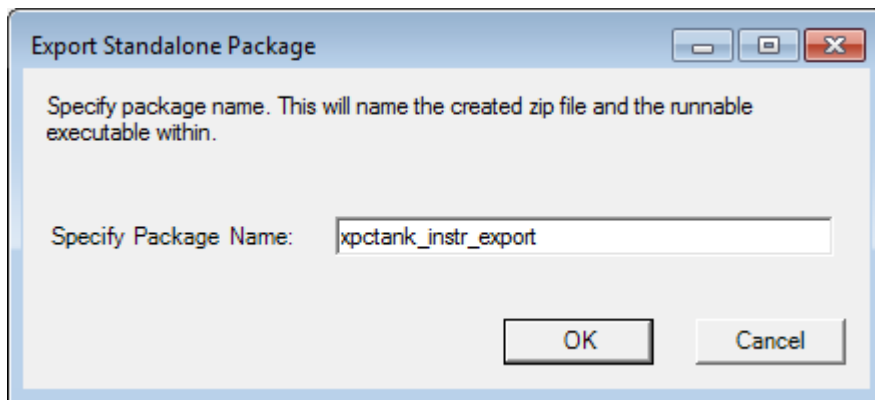 Export Standalone Package
Specify package name. This will name the created zip file and the runnable
executable within.
Specify Package Name:
xpctank_instr_export
OK
Cancel